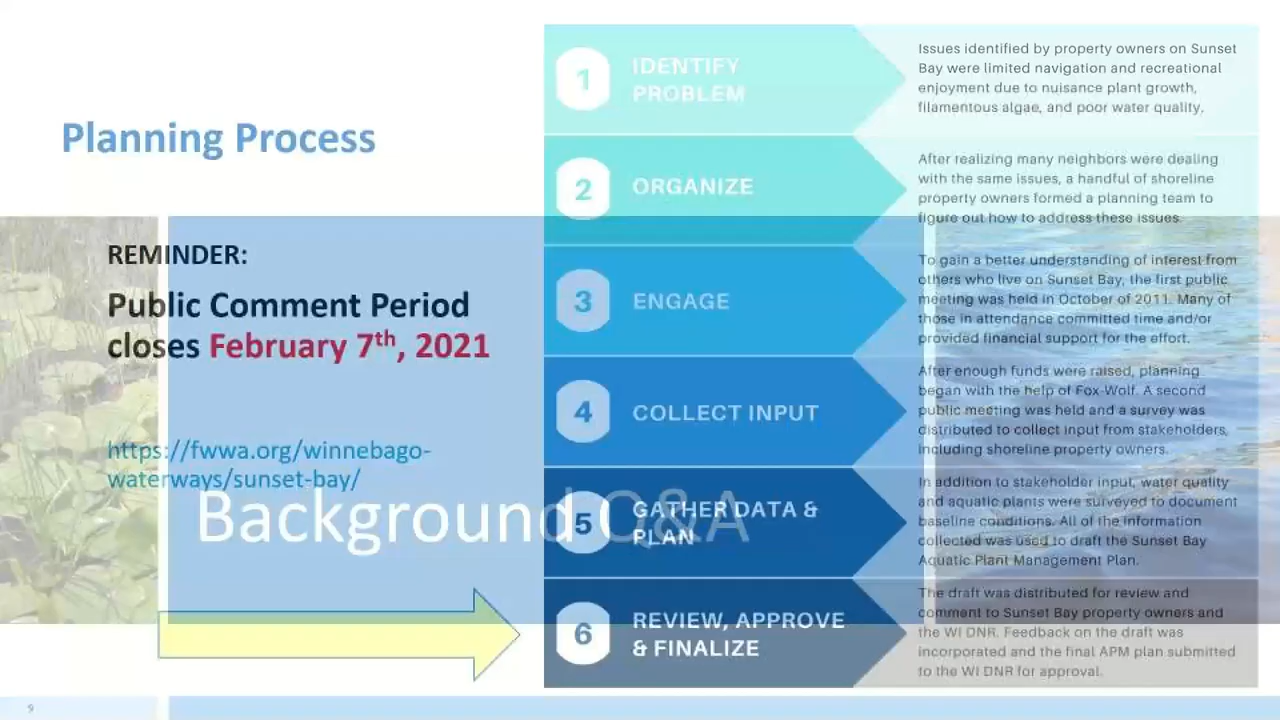 Planning Process
REMINDER:
Public Comment Period
closes February 7th, 2021
https://fwwa.org/winnebago-
waterways/sunset-bay/
Background Q&A
1
IDENTIFY
PROBLEM
Issues identified by property owners on Sunset
Bay were limited navigation and recreational
enjoyment due to nuisance plant growth,
filamentous algae, and poor water quality.
2
ORGANIZE
After realizing many neighbors were dealing
with the same issues, a handful of shoreline
property owners formed a planning team to
figure out how to address these issues.
3
ENGAGE
To gain a better understanding of interest from
others who live on Sunset Bay, the first public
meeting was held in October of 2011. Many of
those in attendance committed time and/or
provided financial support for the effort.
4
COLLECT INPUT
After enough funds were raised, planning
began with the help of Fox-Wolf. A second
public meeting was held and a survey was
distributed to collect input from stakeholders,
including shoreline property owners.
5
GATHER DATA &
PLAN
In addition to stakeholder input, water quality
and aquatic plants were surveyed to document
baseline conditions. All of the information
collected was used to draft the Sunset Bay
Aquatic Plant Management Plan.
6
REVIEW, APPROVE
& FINALIZE
The draft was distributed for review and
comment to Sunset Bay property owners and
the WI DNR. Feedback on the draft was
incorporated and the final APM plan submitted
to the WI DNR for approval.
9